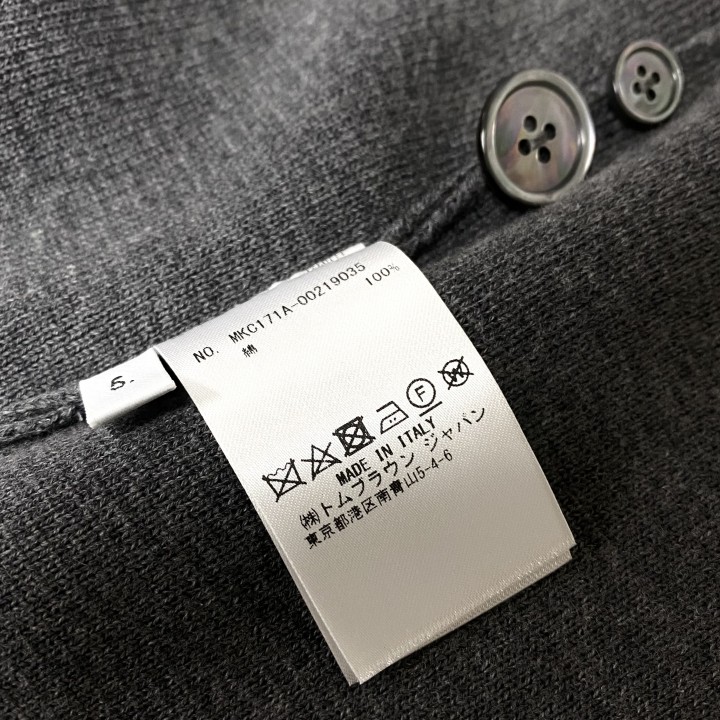 NO. MKC171A-00219035
綿 100%
5.
F W
MADE IN ITALY
㈱トムブラウン ジャパン
東京都港区南青山5-4-6